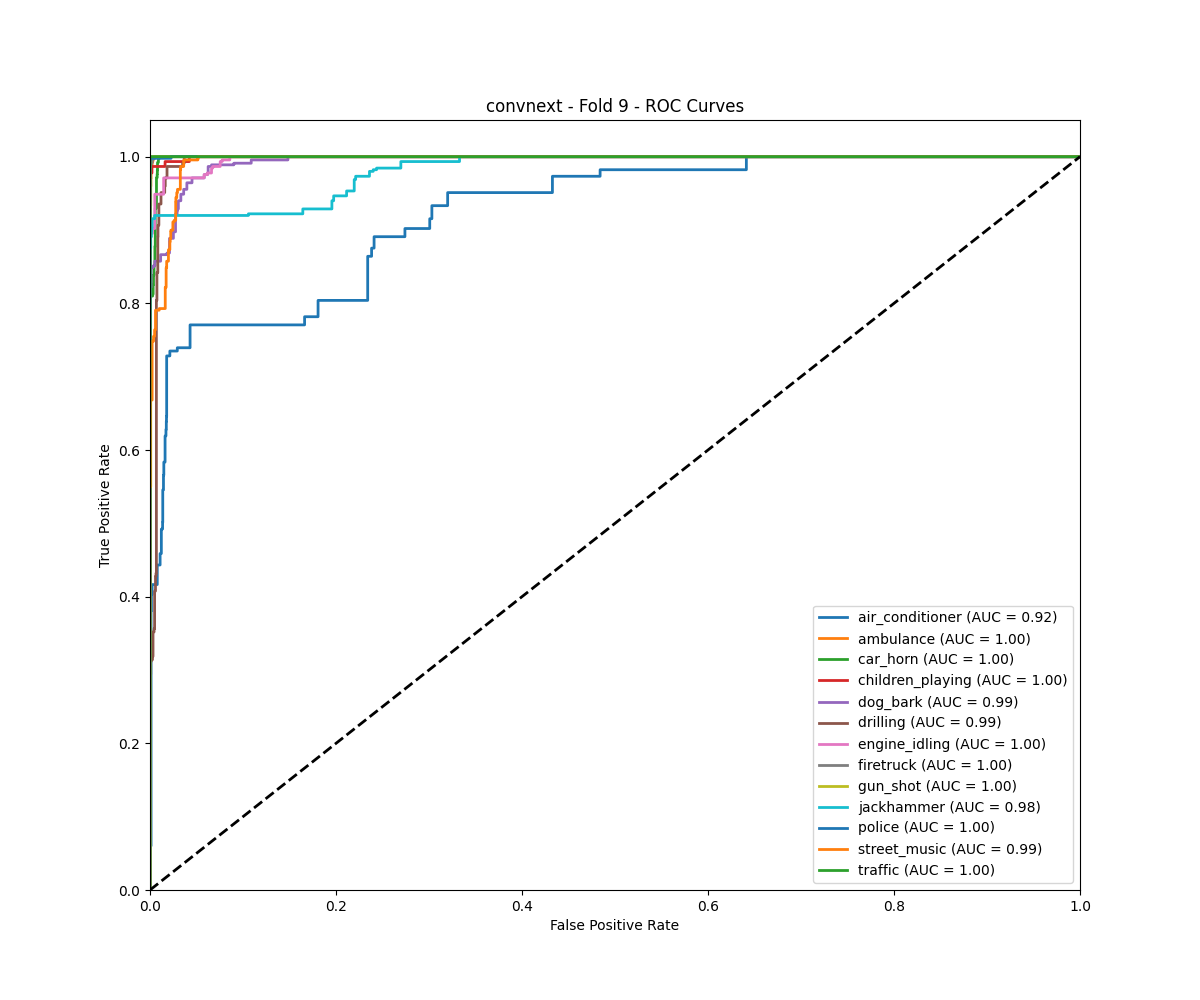 convnext - Fold 9 - ROC Curves
True Positive Rate
1.0
0.8
0.6
0.4
0.2
0.0
air_conditioner (AUC = 0.92)
ambulance (AUC = 1.00)
car_horn (AUC = 1.00)
children_playing (AUC = 1.00)
dog_bark (AUC = 0.99)
drilling (AUC = 0.99)
engine_idling (AUC = 1.00)
firetruck (AUC = 1.00)
gun_shot (AUC = 1.00)
jackhammer (AUC = 0.98)
police (AUC = 1.00)
street_music (AUC = 0.99)
traffic (AUC = 1.00)
0.0 0.2 0.4 0.6 0.8 1.0
False Positive Rate